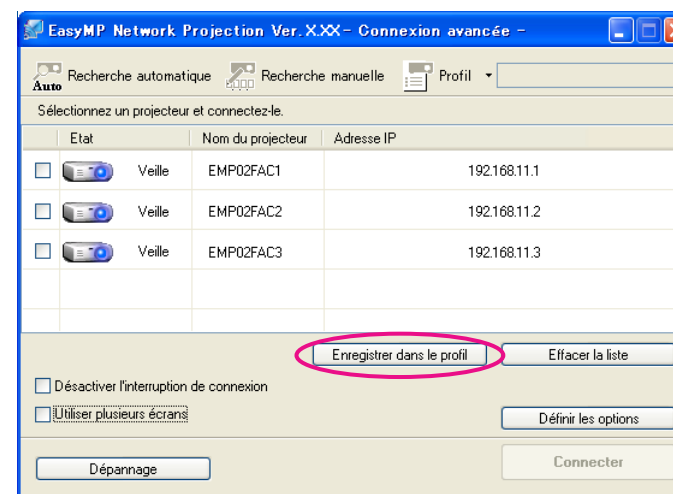 EasyMP Network Projection Ver. X.XX - Connexion avancée -
Auto Recherche automatique Recherche manuelle Profil
Sélectionnez un projecteur et connectez-le.
Etat Nom du projecteur Adresse IP
Veille EMP02FAC1 192.168.11.1
Veille EMP02FAC2 192.168.11.2
Veille EMP02FAC3 192.168.11.3
Enregistrer dans le profil Effacer la liste
Désactiver l'interruption de connexion
Utiliser plusieurs écrans
Définir les options
Dépannage Connecter